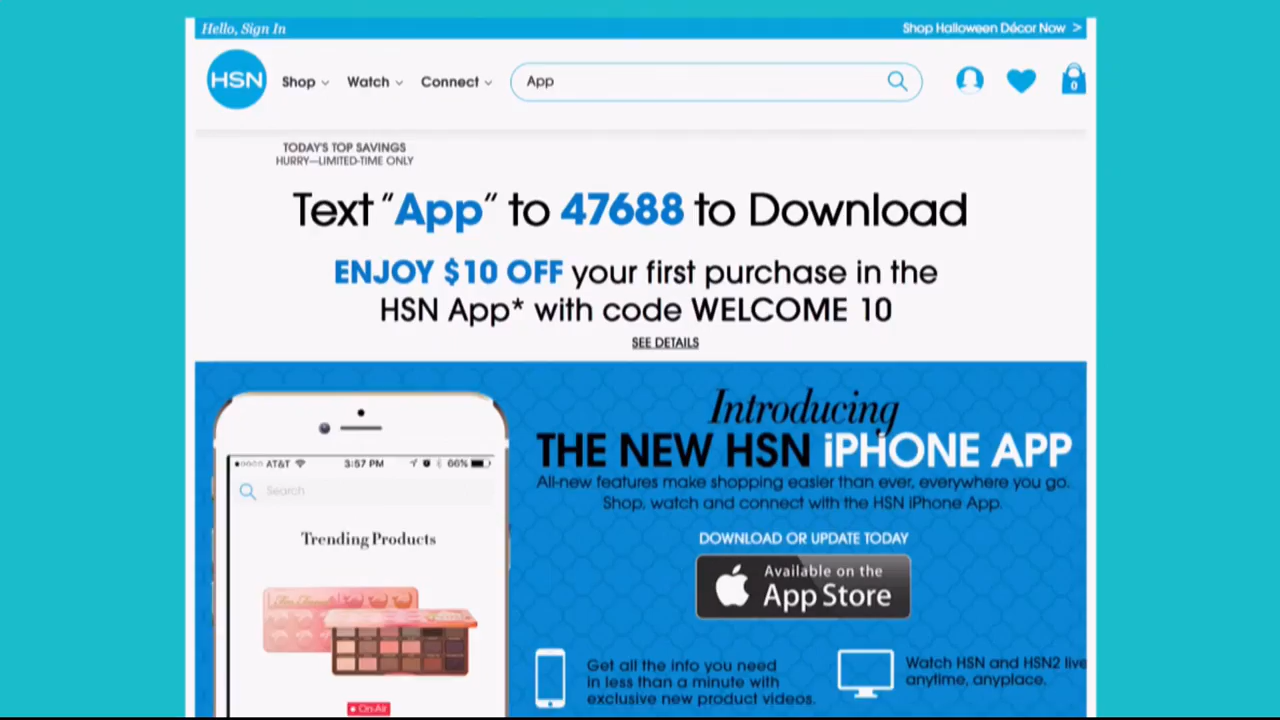 Hello, Sign In
Shop Halloween Décor Now >
HSN
Shop
Watch
Connect
App
0
TODAY'S TOP SAVINGS
HURRY—LIMITED-TIME ONLY
Text “App“ to 47688 to Download
ENJOY $10 OFF your first purchase in the
HSN App* with code WELCOME 10
SEE DETAILS
Introducing
THE NEW HSN iPHONE APP
All-new features make shopping easier than ever, everywhere you go.
Shop, watch and connect with the HSN iPhone App.
DOWNLOAD OR UPDATE TODAY
Available on the
App Store
AT&T
3:57 PM
66%
Search
Trending Products
On-Air
Get all the info you need
in less than a minute with
exclusive new product videos.
Watch HSN and HSN2 live
anytime, anyplace.